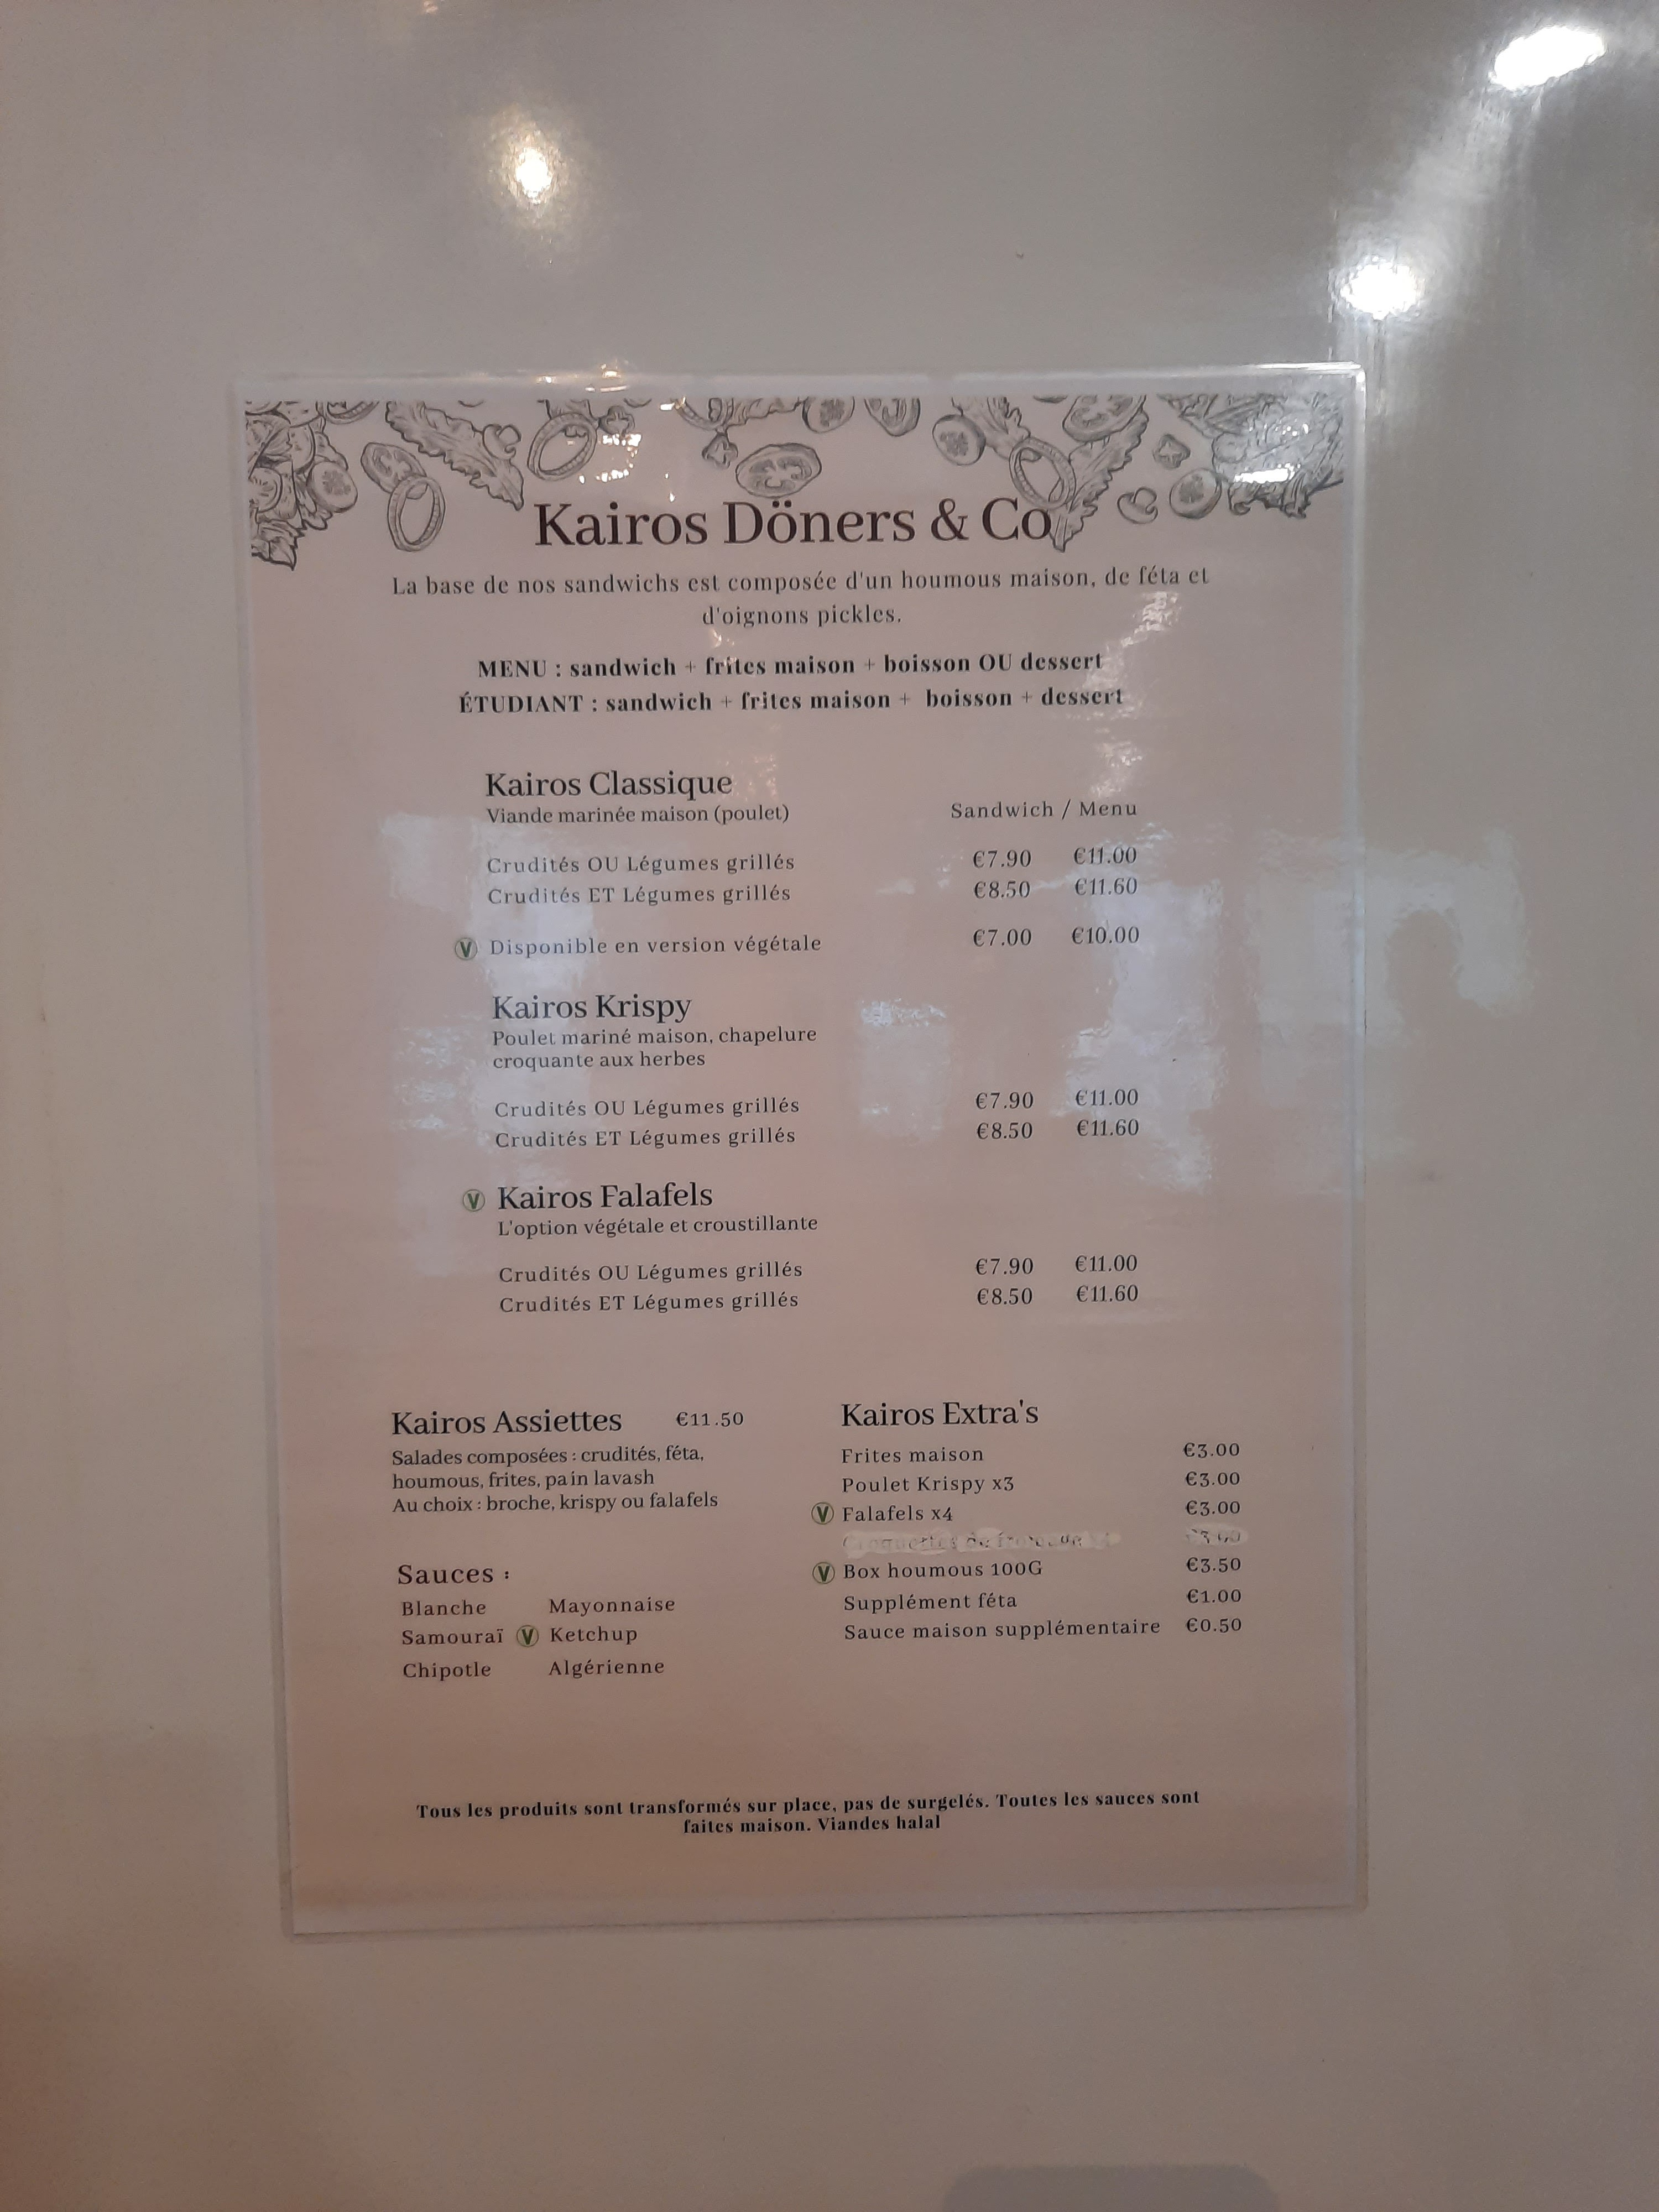 Kairos Döners & Co
La base de nos sandwichs est composée d'un houmous maison, de féta et
d'oignons pickles.
MENU : sandwich + frites maison + boisson OU dessert
ÉTUDIANT : sandwich + frites maison + boisson + dessert
Kairos Classique
Viande marinée maison (poulet)
Sandwich / Menu
Crudités OU Légumes grillés €7.90 €11.00
Crudités ET Légumes grillés €8.50 €11.60
V Disponible en version végétale €7.00 €10.00
Kairos Krispy
Poulet mariné maison, chapelure
croquante aux herbes
Crudités OU Légumes grillés €7.90 €11.00
Crudités ET Légumes grillés €8.50 €11.60
V Kairos Falafels
L'option végétale et croustillante
Crudités OU Légumes grillés €7.90 €11.00
Crudités ET Légumes grillés €8.50 €11.60
Kairos Assiettes €11.50
Salades composées : crudités, féta,
houmous, frites, pain lavash
Au choix : broche, krispy ou falafels
Sauces :
Blanche Mayonnaise
Samouraï V Ketchup
Chipotle Algérienne
Kairos Extra's
Frites maison €3.00
Poulet Krispy x3 €3.00
V Falafels x4 €3.00
Croquettes de
V Box houmous 100G €3.50
Supplément féta €1.00
Sauce maison supplémentaire €0.50
Tous les produits sont transformés sur place, pas de surgelés. Toutes les sauces sont
faites maison. Viandes halal